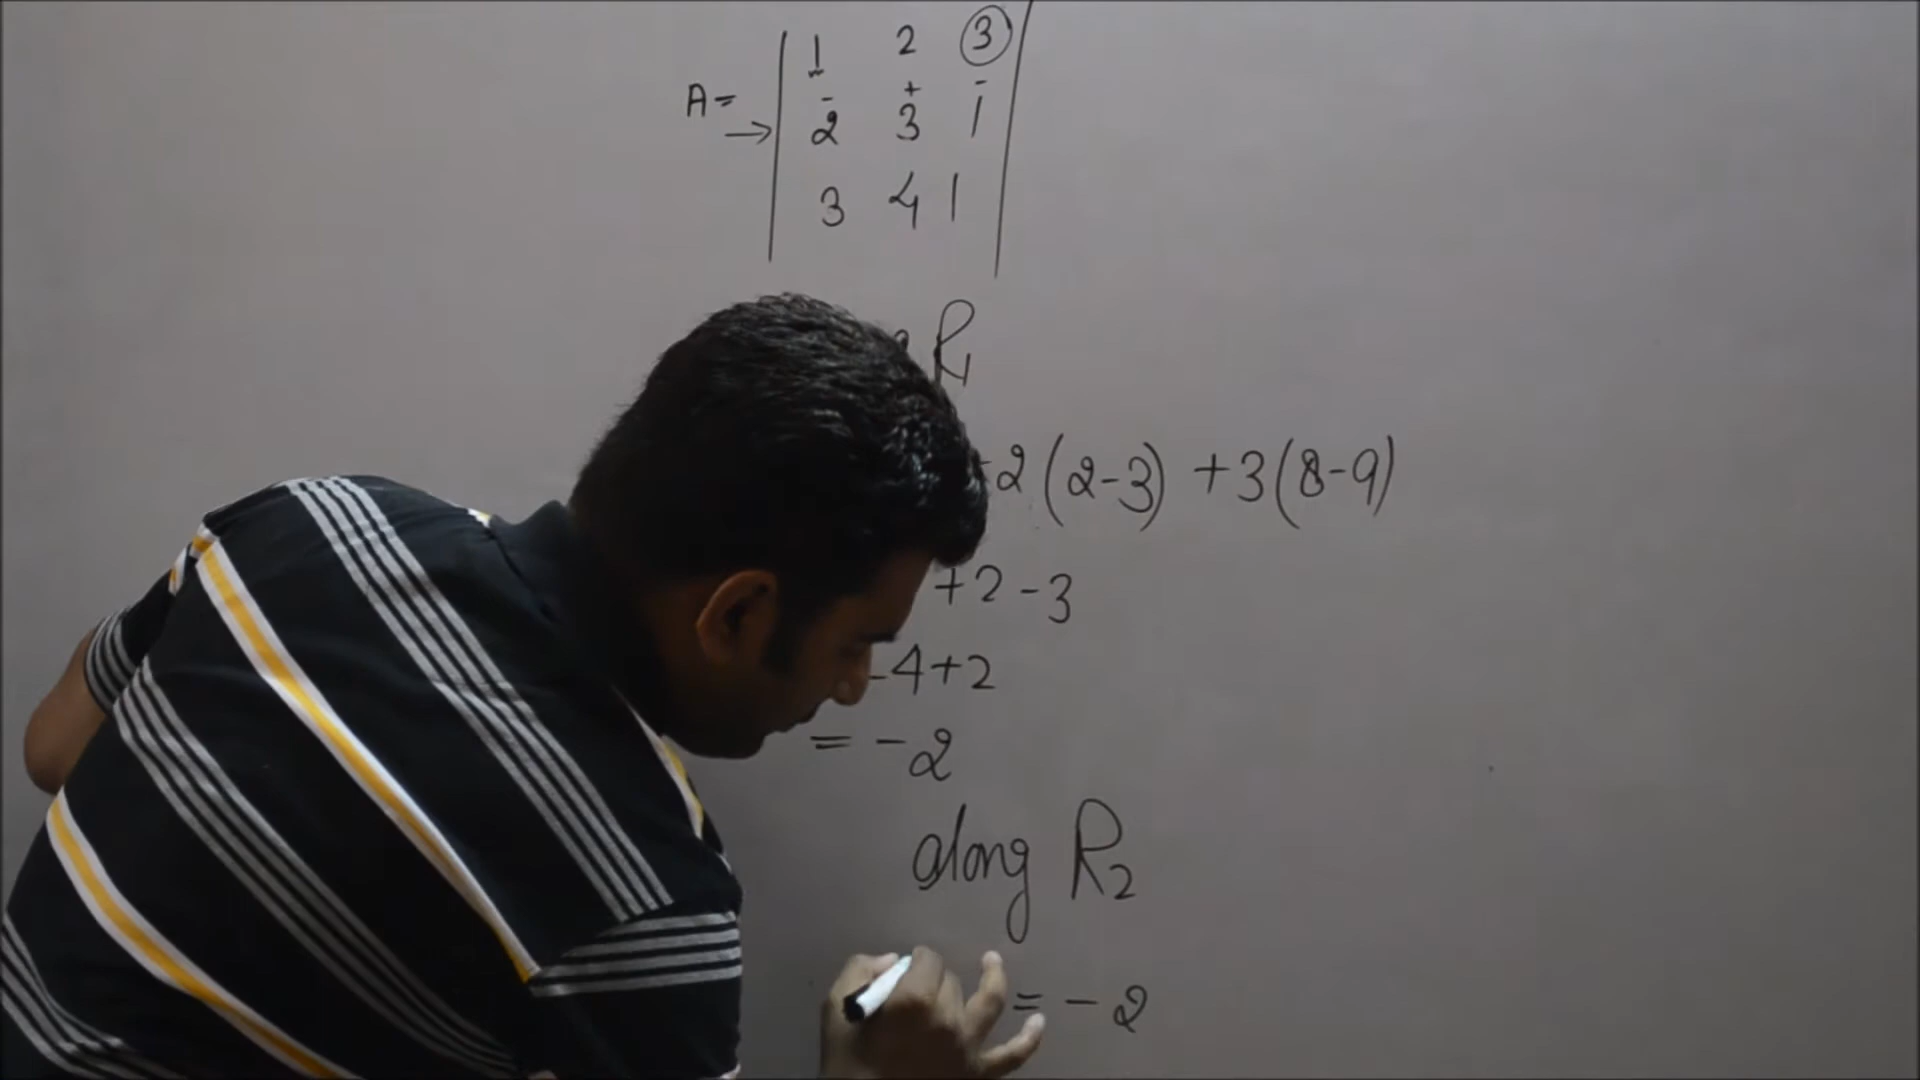 1 2 3
- + -
A= → 2 3 1
3 4 1
R1
-2(2-3) +3(8-9)
+2-3
-4+2
= -2
along R2
= -2